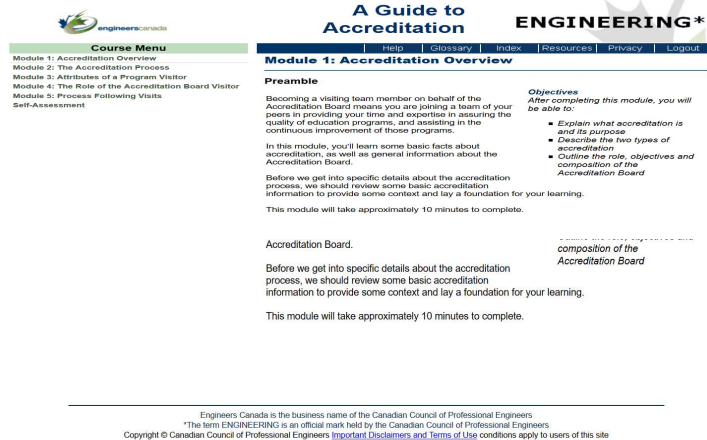 engineerscanada
A Guide to
Accreditation
ENGINEERING*
Course Menu
Help | Glossary | Index | Resources | Privacy | Logout
Module 1: Accreditation Overview
Module 2: The Accreditation Process
Module 3: Attributes of a Program Visitor
Module 4: The Role of the Accreditation Board Visitor
Module 5: Process Following Visits
Self-Assessment
Module 1: Accreditation Overview
Preamble
Becoming a visiting team member on behalf of the
Accreditation Board means you are joining a team of your
peers in providing your time and expertise in assuring the
quality of education programs, and assisting in the
continuous improvement of those programs.
In this module, you'll learn some basic facts about
accreditation, as well as general information about the
Accreditation Board.
Before we get into specific details about the accreditation
process, we should review some basic accreditation
information to provide some context and lay a foundation for your learning.
This module will take approximately 10 minutes to complete.
Objectives
After completing this module, you will
be able to:
■ Explain what accreditation is
and its purpose
■ Describe the two types of
accreditation
■ Outline the role, objectives and
composition of the
Accreditation Board
Accreditation Board.
Before we get into specific details about the accreditation
process, we should review some basic accreditation
information to provide some context and lay a foundation for your learning.
This module will take approximately 10 minutes to complete.
composition of the
Accreditation Board
Engineers Canada is the business name of the Canadian Council of Professional Engineers
*The term ENGINEERING is an official mark held by the Canadian Council of Professional Engineers
Copyright © Canadian Council of Professional Engineers Important Disclaimers and Terms of Use conditions apply to users of this site